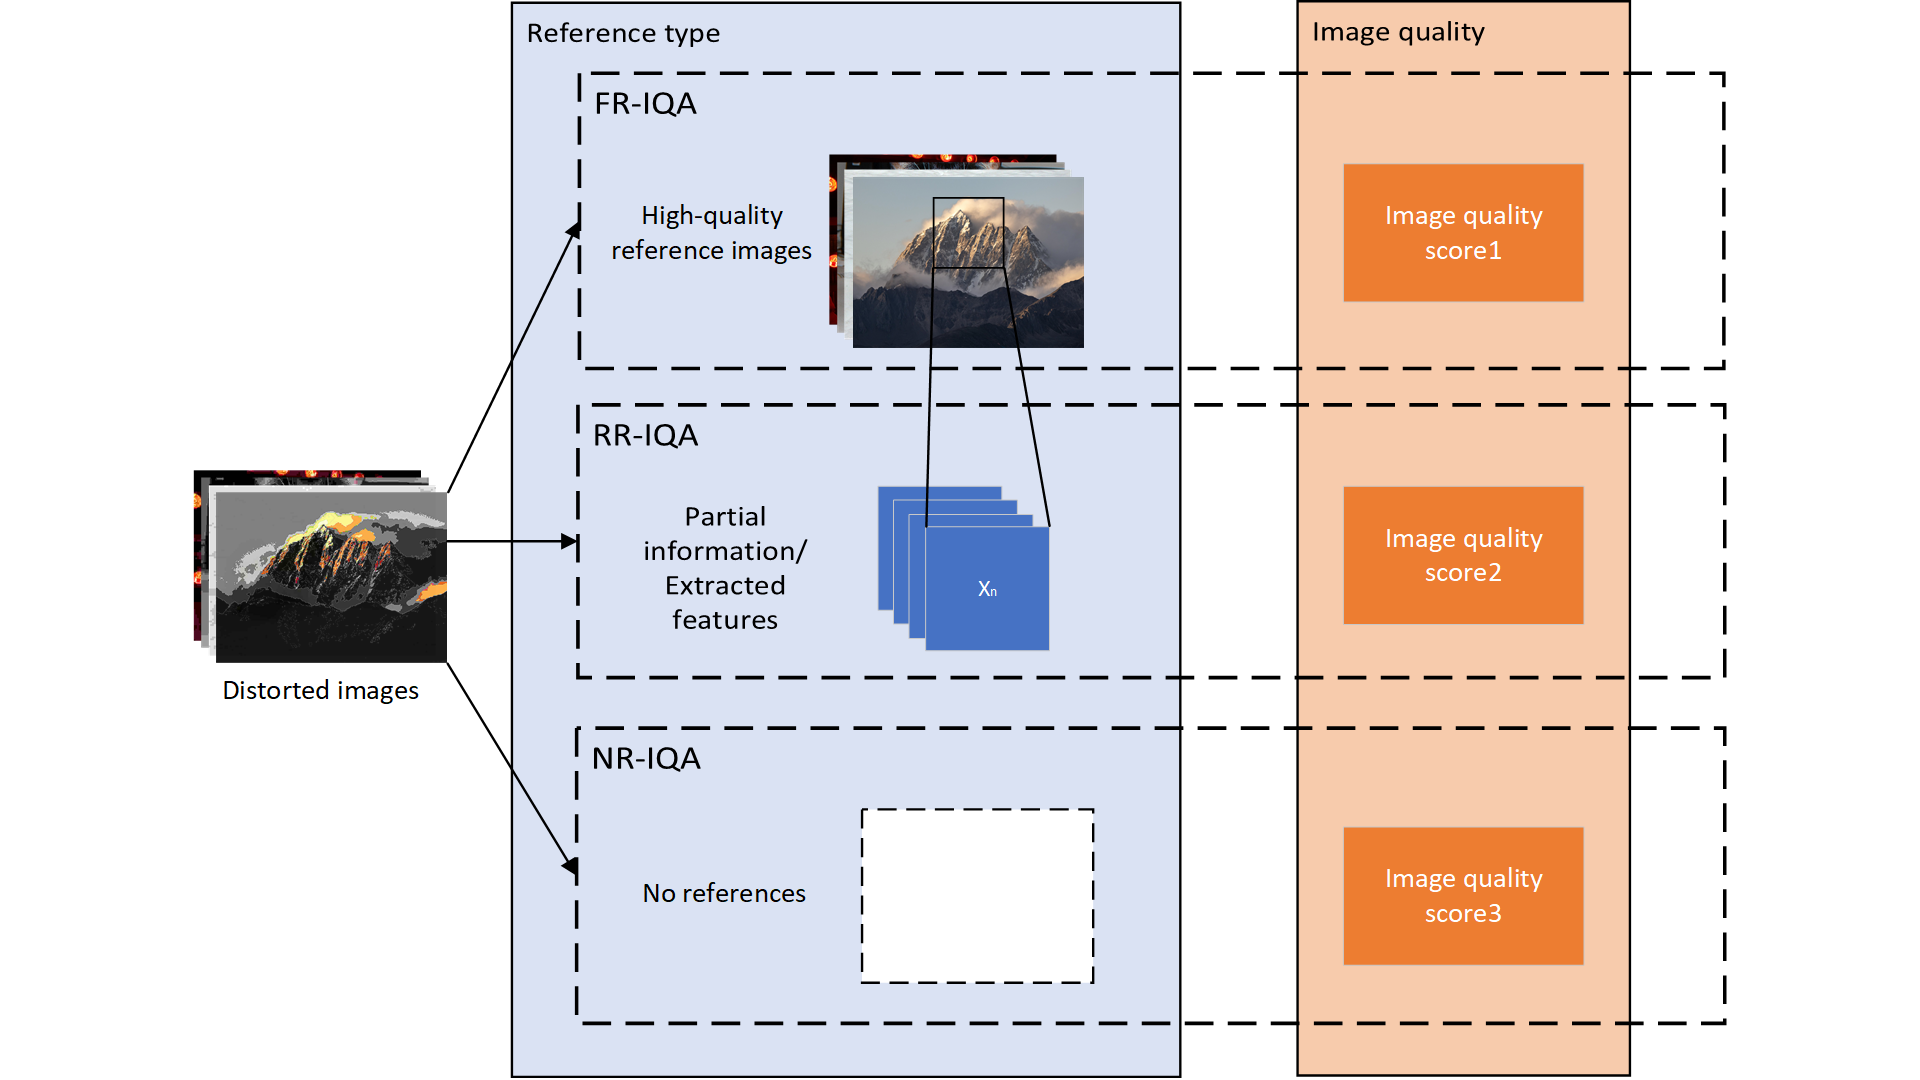 Reference type
Image quality
FR-IQA
High-quality
reference images
Image quality
score1
RR-IQA
Partial
information/
Extracted
features
Xn
Image quality
score2
Distorted images
NR-IQA
No references
Image quality
score3